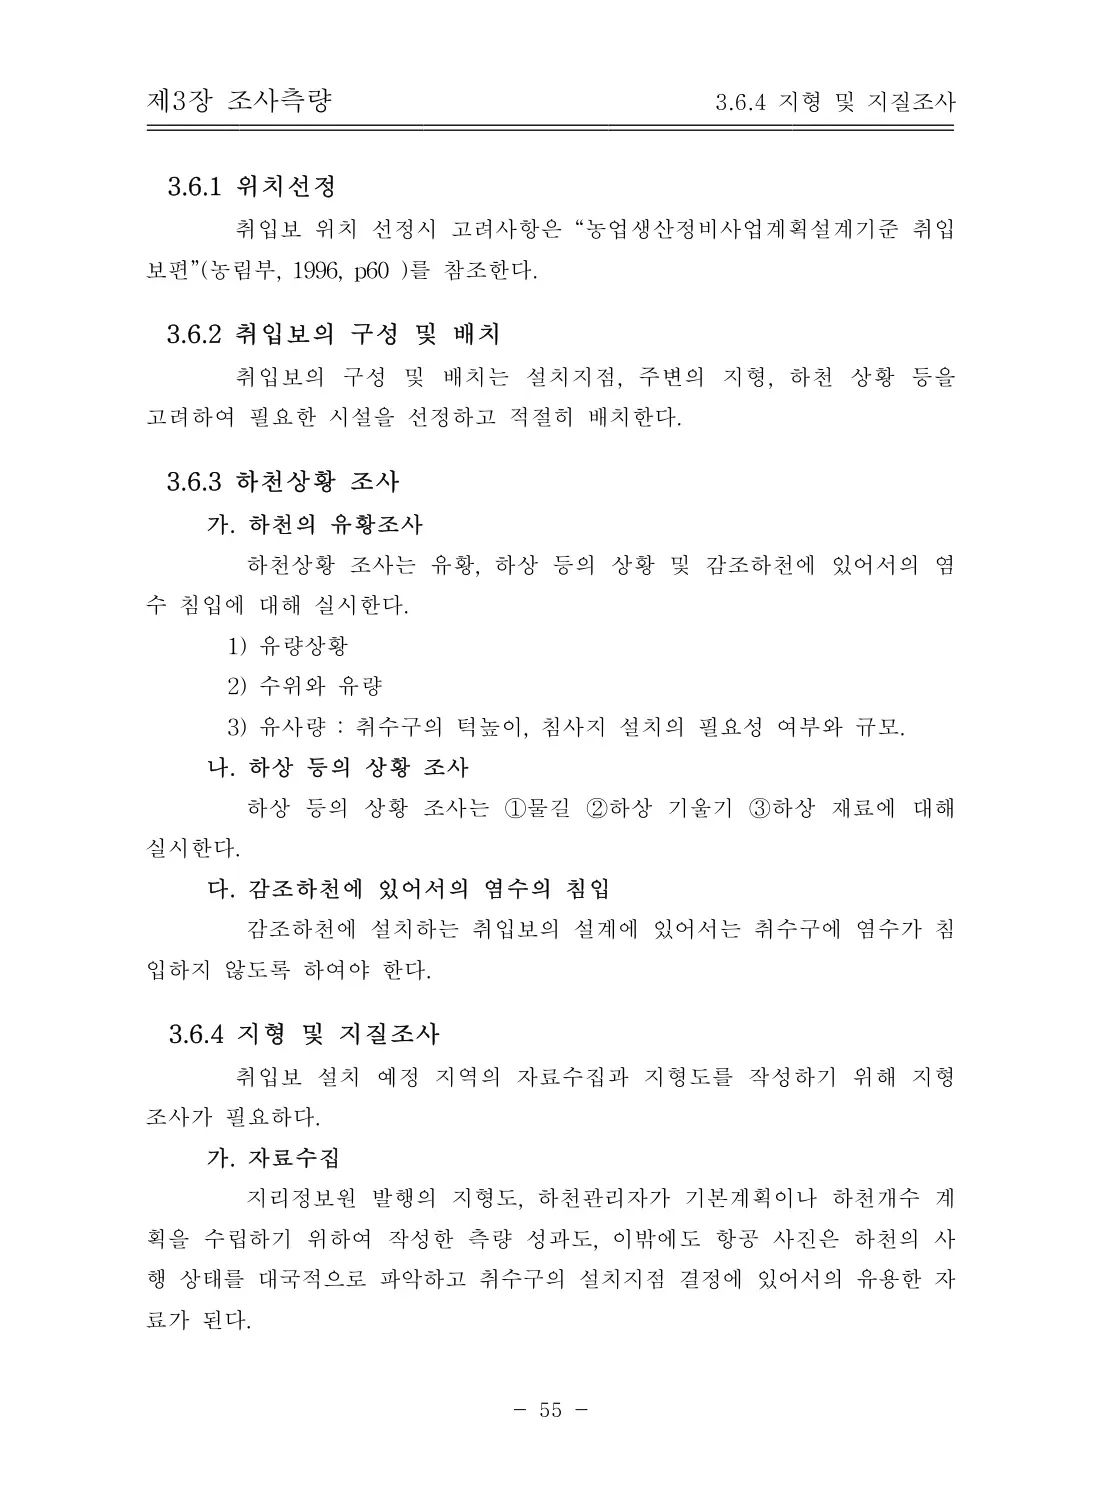 제3장 조사측량
3.6.4 지형 및 지질조사
3.6.1 위치선정
취입보 위치 선정시 고려사항은 “농업생산정비사업계획설계기준 취입
보편”(농림부, 1996, p60 )를 참조한다.
3.6.2 취입보의 구성 및 배치
취입보의 구성 및 배치는 설치지점, 주변의 지형, 하천 상황 등을
고려하여 필요한 시설을 선정하고 적절히 배치한다.
3.6.3 하천상황 조사
가. 하천의 유황조사
하천상황 조사는 유황, 하상 등의 상황 및 감조하천에 있어서의 염
수 침입에 대해 실시한다.
1) 유량상황
2) 수위와 유량
3) 유사량 : 취수구의 턱높이, 침사지 설치의 필요성 여부와 규모.
나. 하상 등의 상황 조사
하상 등의 상황 조사는 ①물길 ②하상 기울기 ③하상 재료에 대해
실시한다.
다. 감조하천에 있어서의 염수의 침입
감조하천에 설치하는 취입보의 설계에 있어서는 취수구에 염수가 침
입하지 않도록 하여야 한다.
3.6.4 지형 및 지질조사
취입보 설치 예정 지역의 자료수집과 지형도를 작성하기 위해 지형
조사가 필요하다.
가. 자료수집
지리정보원 발행의 지형도, 하천관리자가 기본계획이나 하천개수 계
획을 수립하기 위하여 작성한 측량 성과도, 이밖에도 항공 사진은 하천의 사
행 상태를 대국적으로 파악하고 취수구의 설치지점 결정에 있어서의 유용한 자
료가 된다.
- 55 -